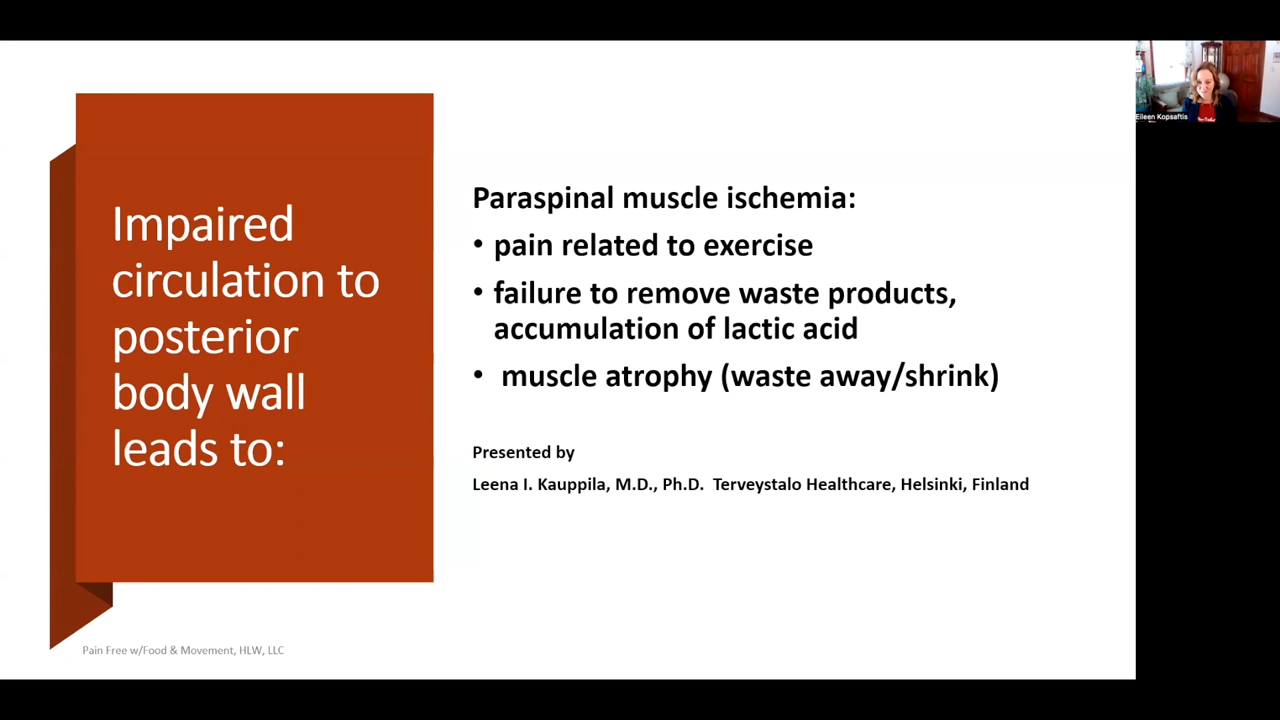 Impaired
circulation to
posterior
body wall
leads to:
Paraspinal muscle ischemia:
• pain related to exercise
• failure to remove waste products,
accumulation of lactic acid
• muscle atrophy (waste away/shrink)
Presented by
Leena I. Kauppila, M.D., Ph.D. Terveystalo Healthcare, Helsinki, Finland
Pain Free w/Food & Movement, HLW, LLC
Eileen Kopsaftis